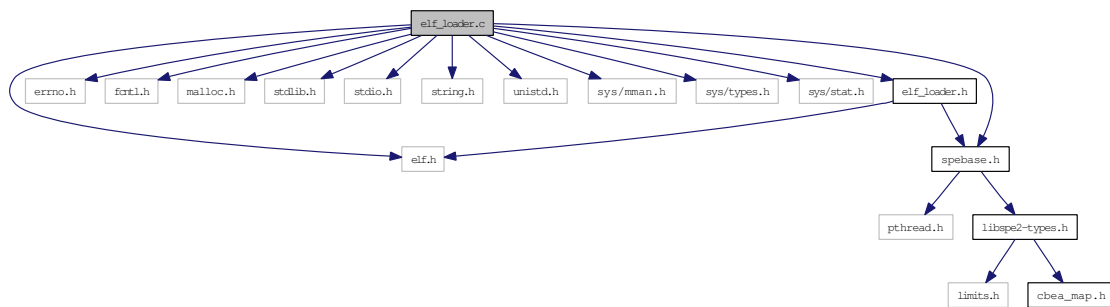 elf_loader.c
errno.h
fcntl.h
malloc.h
stdlib.h
stdio.h
string.h
unistd.h
sys/mman.h
sys/types.h
sys/stat.h
elf_loader.h
elf.h
spebase.h
pthread.h
libspe2-types.h
limits.h
cbea_map.h